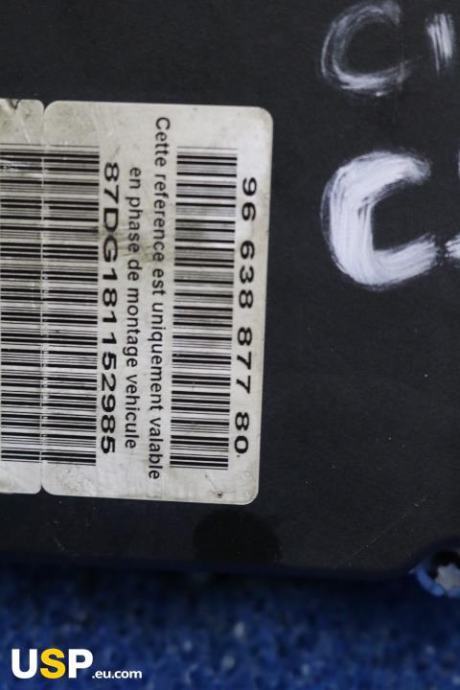 96 638 877 80
Cette reference est uniquement valable
en phase de montage vehicule
87DG181152985
USP.eu.com